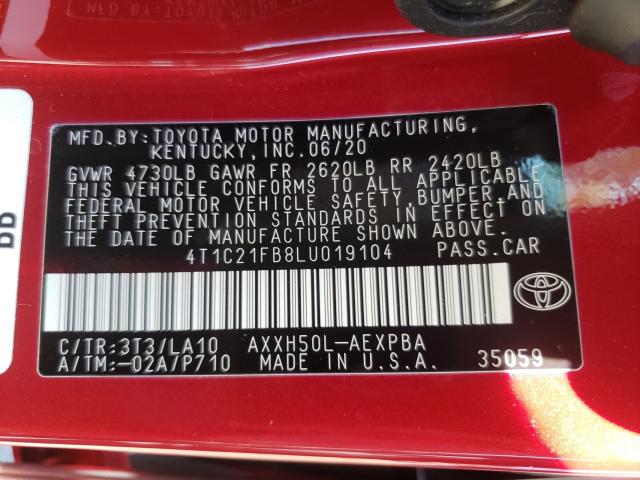 MFD.BY:TOYOTA MOTOR MANUFACTURING,
KENTUCKY,INC.06/20
GVWR 4730LB GAWR FR 2620LB RR 2420LB
THIS VEHICLE CONFORMS TO ALL APPLICABLE
FEDERAL MOTOR VEHICLE SAFETY,BUMPER,AND
THEFT PREVENTION STANDARDS IN EFFECT ON
THE DATE OF MANUFACTURE SHOWN ABOVE.
4T1C21FB8LU019104 PASS.CAR
C/TR:3T3/LA10 AXXH50L-AEXPBA
A/TM:-02A/P710 MADE IN U.S.A. 35059